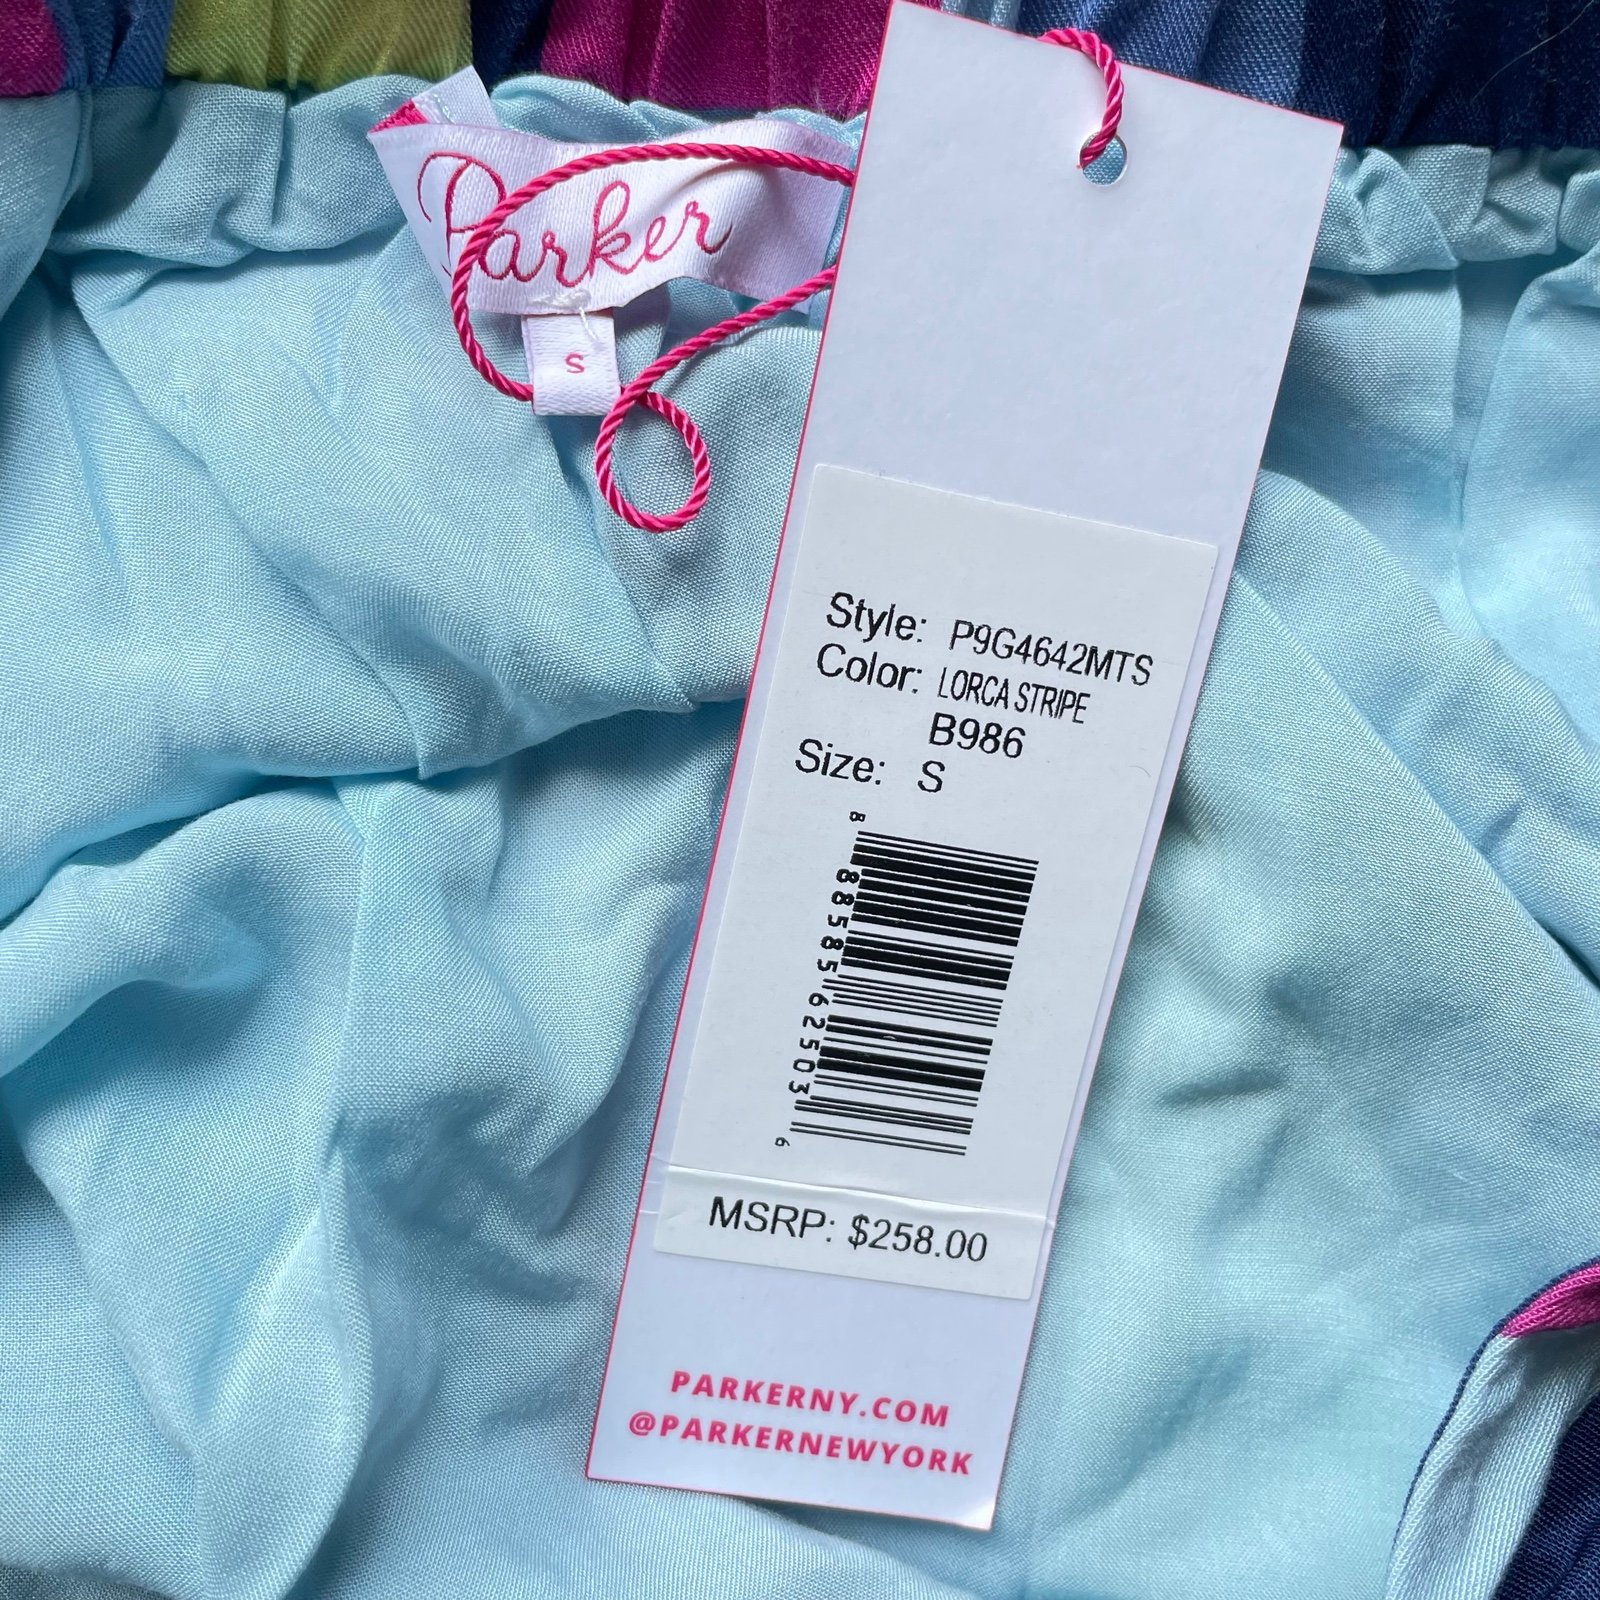 Parker
S
Style: P9G4642MTS
Color: LORCA STRIPE
B986
Size: S
8 88585 62503 6
MSRP: $258.00
PARKERNY.COM
@PARKERNEWYORK